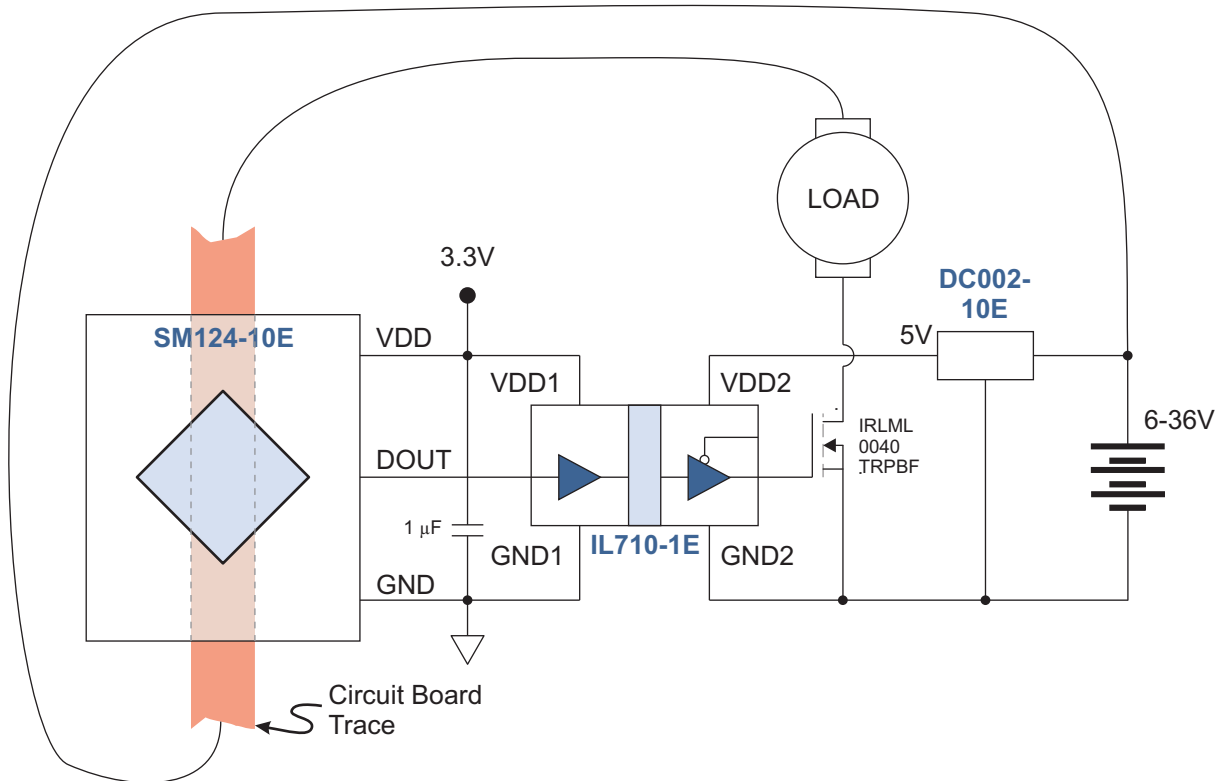 LOAD
3.3V
DC002-
10E
SM124-10E
VDD
5V
VDD1
VDD2
6-36V
IRLML
0040
TRPBF
DOUT
1 µF
GND1
IL710-1E
GND2
GND
Circuit Board
Trace